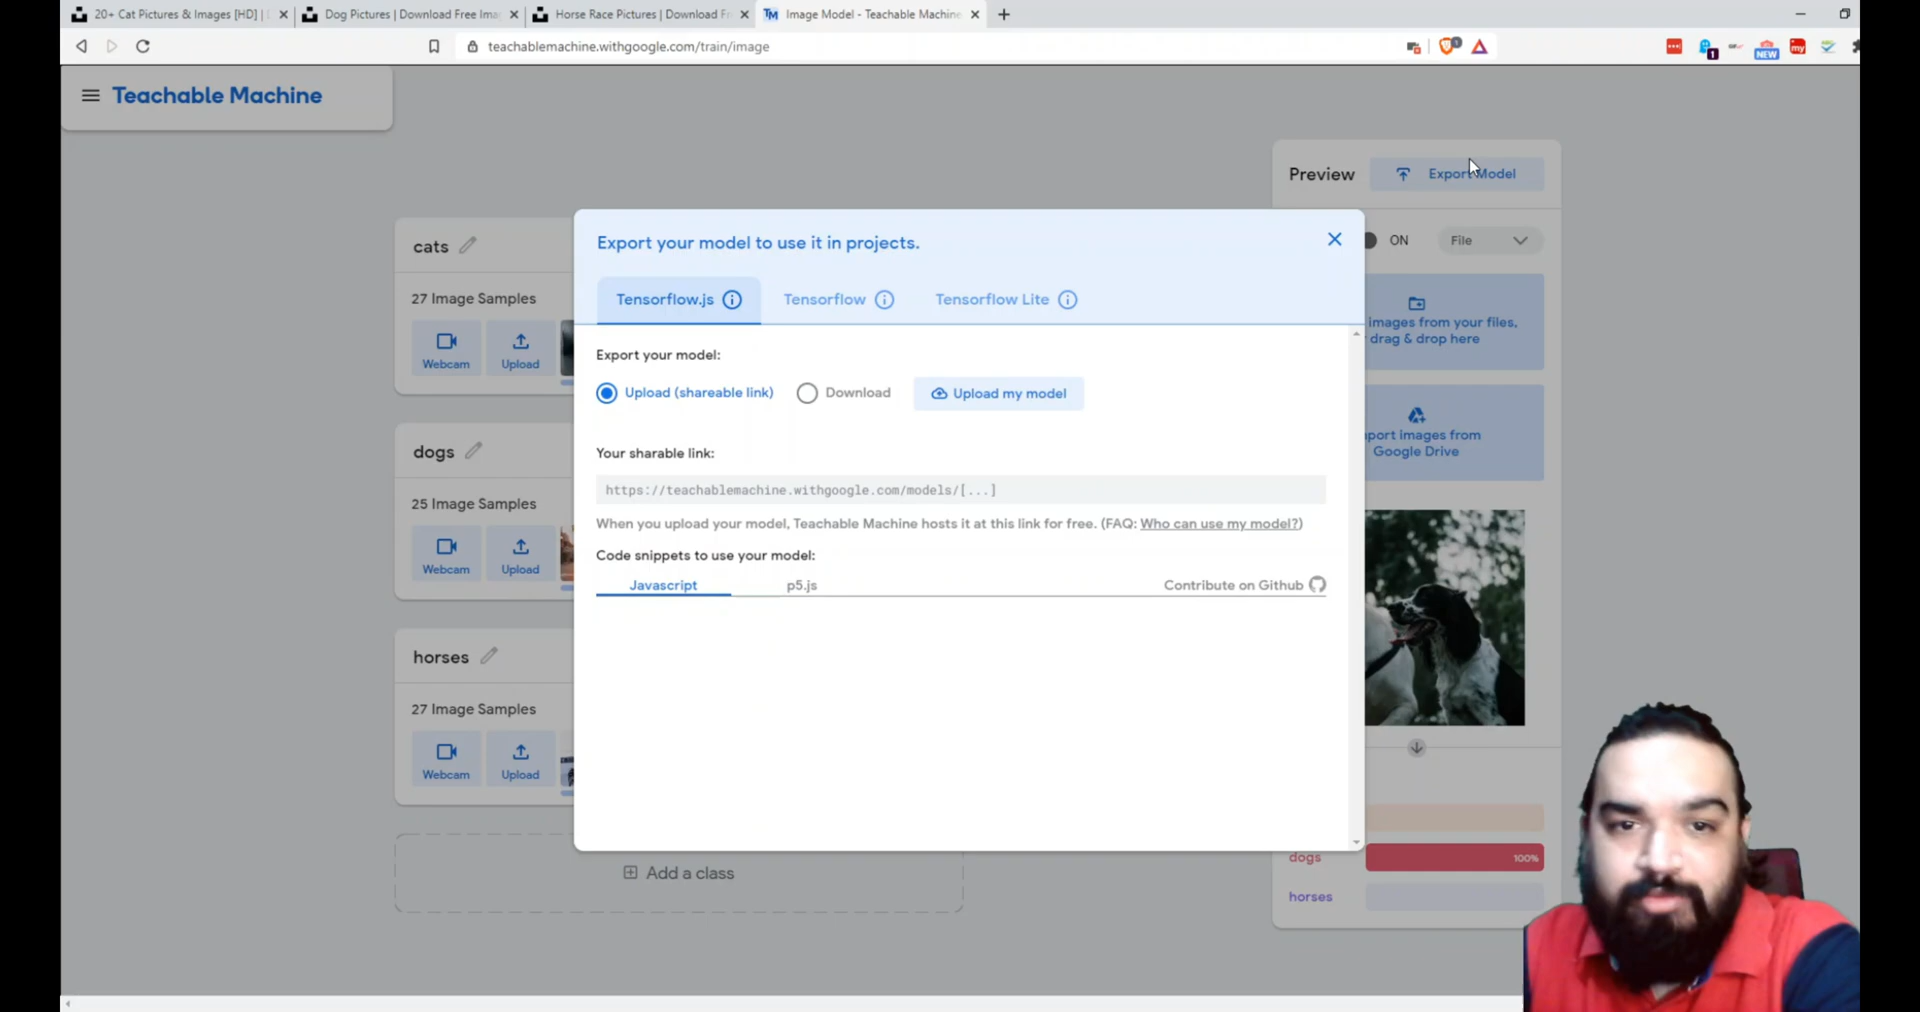 20+ Cat Pictures & Images [HD] |
Dog Pictures | Download Free Ima
Horse Race Pictures | Download Fr
TM Image Model - Teachable Machine
teachablemachine.withgoogle.com/train/image
1
1
NEW
my
Teachable Machine
Preview
Export Model
cats
27 Image Samples
Webcam
Upload
dogs
25 Image Samples
Webcam
Upload
horses
27 Image Samples
Webcam
Upload
Add a class
Export your model to use it in projects.
Tensorflow.js
Tensorflow
Tensorflow Lite
Export your model:
Upload (shareable link)
Download
Upload my model
Your sharable link:
https://teachablemachine.withgoogle.com/models/[...]
When you upload your model, Teachable Machine hosts it at this link for free. (FAQ: Who can use my model?)
Code snippets to use your model:
Javascript
p5.js
Contribute on Github
ON
File
images from your files,
drag & drop here
port images from
Google Drive
dogs
100%
horses